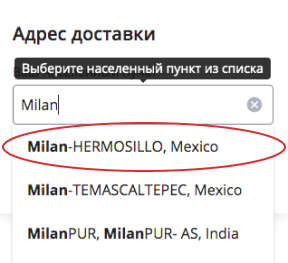 Адрес доставки
Выберите населенный пункт из списка
Milan
Milan-HERMOSILLO, Mexico
Milan-TEMASCALTEPEC, Mexico
MilanPUR, MilanPUR- AS, India